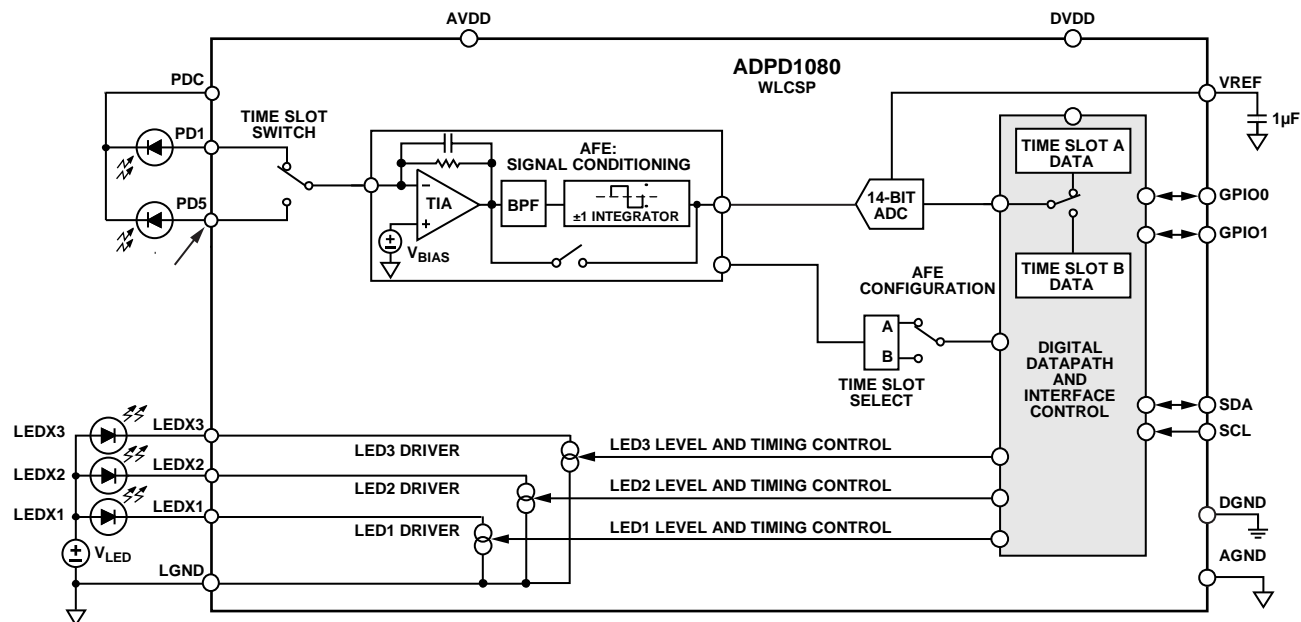 AVDD
DVDD
ADPD1080
WLCSP
PDC
VREF
1µF
PD1
TIME SLOT
SWITCH
AFE:
SIGNAL CONDITIONING
TIME SLOT A
DATA
TIA
BPF
±1 INTEGRATOR
14-BIT
ADC
GPIO0
PD5
GPIO1
VBIAS
TIME SLOT B
DATA
AFE
CONFIGURATION
A
B
TIME SLOT
SELECT
DIGITAL
DATAPATH
AND
INTERFACE
CONTROL
SDA
SCL
LEDX3
LEDX3
LED3 DRIVER
LED3 LEVEL AND TIMING CONTROL
LEDX2
LEDX2
LED2 DRIVER
LED2 LEVEL AND TIMING CONTROL
LEDX1
LEDX1
LED1 DRIVER
LED1 LEVEL AND TIMING CONTROL
DGND
VLED
LGND
AGND